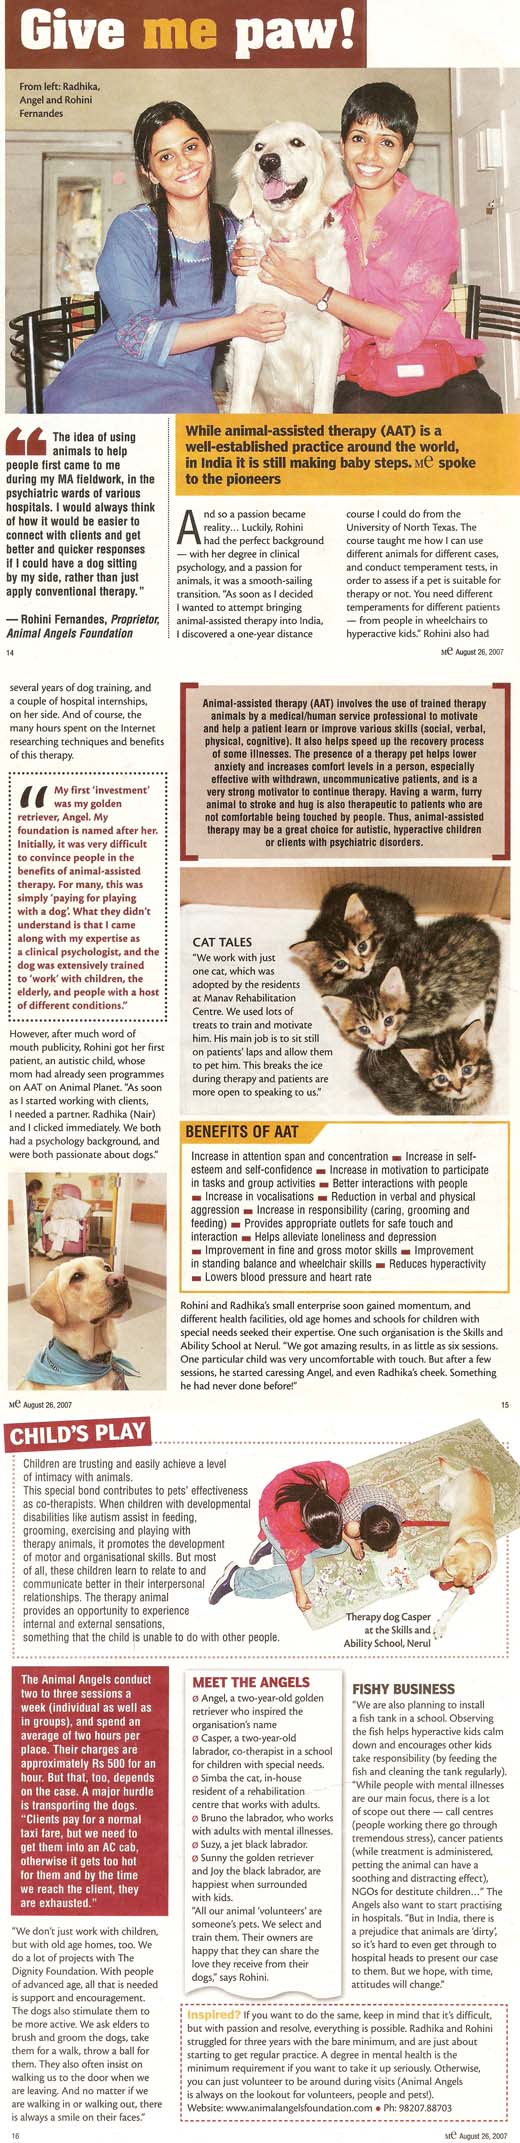 Give me paw!
From left: Radhika,
Angel and Rohini
Fernandes
“ The idea of using
animals to help
people first came to me
during my MA fieldwork, in the
psychiatric wards of various
hospitals. I would always think
of how it would be easier to
connect with clients and get
better and quicker responses
if I could have a dog sitting
by my side, rather than just
apply conventional therapy.”
— Rohini Fernandes, Proprietor,
Animal Angels Foundation
While animal-assisted therapy (AAT) is a
well-established practice around the world,
in India it is still making baby steps. Me spoke
to the pioneers
And so a passion became
reality... Luckily, Rohini
had the perfect background
— with her degree in clinical
psychology, and a passion for
animals, it was a smooth-sailing
transition. “As soon as I decided
I wanted to attempt bringing
animal-assisted therapy into India,
I discovered a one-year distance
course I could do from the
University of North Texas. The
course taught me how I can use
different animals for different cases,
and conduct temperament tests, in
order to assess if a pet is suitable for
therapy or not. You need different
temperaments for different patients
— from people in wheelchairs to
hyperactive kids.” Rohini also had
14
Me August 26, 2007
several years of dog training, and
a couple of hospital internships,
on her side. And of course, the
many hours spent on the Internet
researching techniques and benefits
of this therapy.
“ My first ‘investment’
was my golden
retriever, Angel. My
foundation is named after her.
Initially, it was very difficult
to convince people in the
benefits of animal-assisted
therapy. For many, this was
simply ‘paying for playing
with a dog’. What they didn’t
understand is that I came
along with my expertise as
a clinical psychologist, and the
dog was extensively trained
to ‘work’ with children, the
elderly, and people with a host
of different conditions.”
However, after much word of
mouth publicity, Rohini got her first
patient, an autistic child, whose
mom had already seen programmes
on AAT on Animal Planet. “As soon
as I started working with clients,
I needed a partner. Radhika (Nair)
and I clicked immediately. We both
had a psychology background, and
were both passionate about dogs.”
Animal-assisted therapy (AAT) involves the use of trained therapy
animals by a medical/human service professional to motivate
and help a patient learn or improve various skills (social, verbal,
physical, cognitive). It also helps speed up the recovery process
of some illnesses. The presence of a therapy pet helps lower
anxiety and increases comfort levels in a person, especially
effective with withdrawn, uncommunicative patients, and is a
very strong motivator to continue therapy. Having a warm, furry
animal to stroke and hug is also therapeutic to patients who are
not comfortable being touched by people. Thus, animal-assisted
therapy may be a great choice for autistic, hyperactive children
or clients with psychiatric disorders.
CAT TALES
“We work with just
one cat, which was
adopted by the residents
at Manav Rehabilitation
Centre. We used lots of
treats to train and motivate
him. His main job is to sit still
on patients’ laps and allow them
to pet him. This breaks the ice
during therapy and patients are
more open to speaking to us.”
BENEFITS OF AAT
Increase in attention span and concentration Increase in self-
esteem and self-confidence Increase in motivation to participate
in tasks and group activities Better interactions with people
Increase in vocalisations Reduction in verbal and physical
aggression Increase in responsibility (caring, grooming and
feeding) Provides appropriate outlets for safe touch and
interaction Helps alleviate loneliness and depression
Improvement in fine and gross motor skills Improvement
in standing balance and wheelchair skills Reduces hyperactivity
Lowers blood pressure and heart rate
Rohini and Radhika’s small enterprise soon gained momentum, and
different health facilities, old age homes and schools for children with
special needs seeked their expertise. One such organisation is the Skills and
Ability School at Nerul. “We got amazing results, in as little as six sessions.
One particular child was very uncomfortable with touch. But after a few
sessions, he started caressing Angel, and even Radhika’s cheek. Something
he had never done before!”
Me August 26, 2007
15
CHILD’S PLAY
Children are trusting and easily achieve a level
of intimacy with animals.
This special bond contributes to pets’ effectiveness
as co-therapists. When children with developmental
disabilities like autism assist in feeding,
grooming, exercising and playing with
therapy animals, it promotes the development
of motor and organisational skills. But most
of all, these children learn to relate to and
communicate better in their interpersonal
relationships. The therapy animal
provides an opportunity to experience
internal and external sensations,
something that the child is unable to do with other people.
Therapy dog Casper
at the Skills and
Ability School, Nerul
The Animal Angels conduct
two to three sessions a
week (individual as well as
in groups), and spend an
average of two hours per
place. Their charges are
approximately Rs 500 for an
hour. But that, too, depends
on the case. A major hurdle
is transporting the dogs.
“Clients pay for a normal
taxi fare, but we need to
get them into an AC cab,
otherwise it gets too hot
for them and by the time
we reach the client, they
are exhausted.”
“We don’t just work with children,
but with old age homes, too. We
do a lot of projects with The
Dignity Foundation. With people
of advanced age, all that is needed
is support and encouragement.
The dogs also stimulate them to
be more active. We ask elders to
brush and groom the dogs, take
them for a walk, throw a ball for
them. They also often insist on
walking us to the door when we
are leaving. And no matter if we
are walking in or walking out, there
is always a smile on their faces.”
MEET THE ANGELS
Ø Angel, a two-year-old golden
retriever who inspired the
organisation’s name
Ø Casper, a two-year-old
labrador, co-therapist in a school
for children with special needs.
Ø Simba the cat, in-house
resident of a rehabilitation
centre that works with adults.
Ø Bruno the labrador, who works
with adults with mental illnesses.
Ø Suzy, a jet black labrador.
Ø Sunny the golden retriever
and Joy the black labrador, are
happiest when surrounded
with kids.
“All our animal ‘volunteers’ are
someone’s pets. We select and
train them. Their owners are
happy that they can share the
love they receive from their
dogs,” says Rohini.
FISHY BUSINESS
“We are also planning to install
a fish tank in a school. Observing
the fish helps hyperactive kids calm
down and encourages other kids
take responsibility (by feeding the
fish and cleaning the tank regularly).
“While people with mental illnesses
are our main focus, there is a lot
of scope out there — call centres
(people working there go through
tremendous stress), cancer patients
(while treatment is administered,
petting the animal can have a
soothing and distracting effect),
NGOs for destitute children...” The
Angels also want to start practising
in hospitals. “But in India, there is
a prejudice that animals are ‘dirty’,
so it’s hard to even get through to
hospital heads to present our case
to them. But we hope, with time,
attitudes will change.”
Inspired? If you want to do the same, keep in mind that it’s difficult,
but with passion and resolve, everything is possible. Radhika and Rohini
struggled for three years with the bare minimum, and are just about
starting to get regular practice. A degree in mental health is the
minimum requirement if you want to take it up seriously. Otherwise,
you can just volunteer to be around during visits (Animal Angels
is always on the lookout for volunteers, people and pets!).
Website: www.animalangelsfoundation.com • Ph: 98207.88703
16
Me August 26, 2007